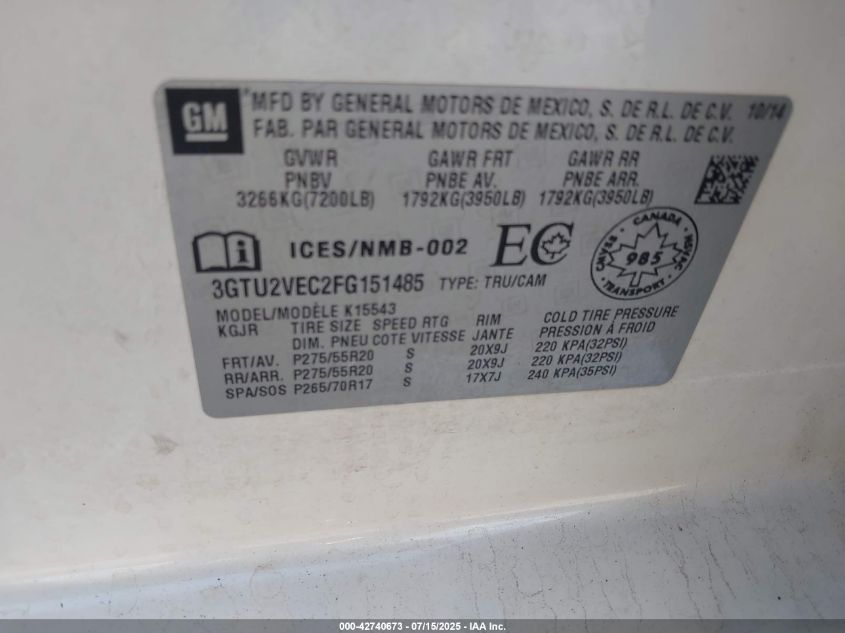 GM
MFD BY GENERAL MOTORS DE MEXICO, S. DE R.L. DE C.V. 10/14
FAB. PAR GENERAL MOTORS DE MEXICO, S. DE R.L. DE C.V.
GVWR GAWR FRT GAWR RR
PNBV PNBE AV. PNBE ARR.
3266KG(7200LB) 1792KG(3950LB) 1792KG(3950LB)
i ICES/NMB-002 EC
CANADA
985
TRANSPORT
3GTU2VEC2FG151485 TYPE: TRU/CAM
MODEL/MODÈLE K15543
KGJR TIRE SIZE SPEED RTG RIM COLD TIRE PRESSURE
DIM. PNEU COTE VITESSE JANTE PRESSION À FROID
FRT/AV. P275/55R20 S 20X9J 220 KPA(32PSI)
RR/ARR. P275/55R20 S 20X9J 220 KPA(32PSI)
SPA/SOS P265/70R17 S 17X7J 240 KPA(35PSI)
000-42740673 / 07/15/2025 - IAA Inc.